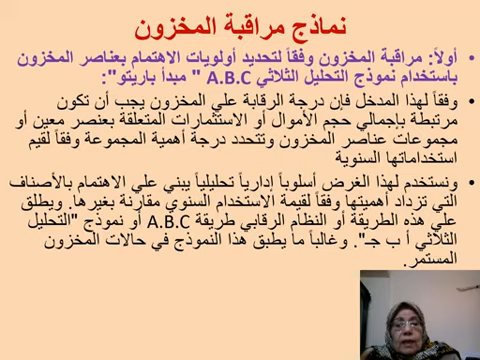 نماذج مراقبة المخزون
• أولاً: مراقبة المخزون وفقاً لتحديد أولويات الاهتمام بعناصر المخزون
باستخدام نموذج التحليل الثلاثي A.B.C " مبدأ باريتو":
• وفقاً لهذا المدخل فإن درجة الرقابة علي المخزون يجب أن تكون
مرتبطة بإجمالي حجم الأموال أو الاستثمارات المتعلقة بعنصر معين أو
مجموعات عناصر المخزون وتتحدد درجة أهمية المجموعة وفقاً لقيم
استخداماتها السنوية
• ونستخدم لهذا الغرض أسلوباً إدارياً تحليلياً يبني علي الاهتمام بالأصناف
التي تزداد أهميتها وفقاً لقيمة الاستخدام السنوي مقارنة بغيرها. ويطلق
علي هذه الطريقة أو النظام الرقابي طريقة A.B.C أو نموذج "التحليل
الثلاثي أ ب جـ". وغالباً ما يطبق هذا النموذج في حالات المخزون
المستمر.